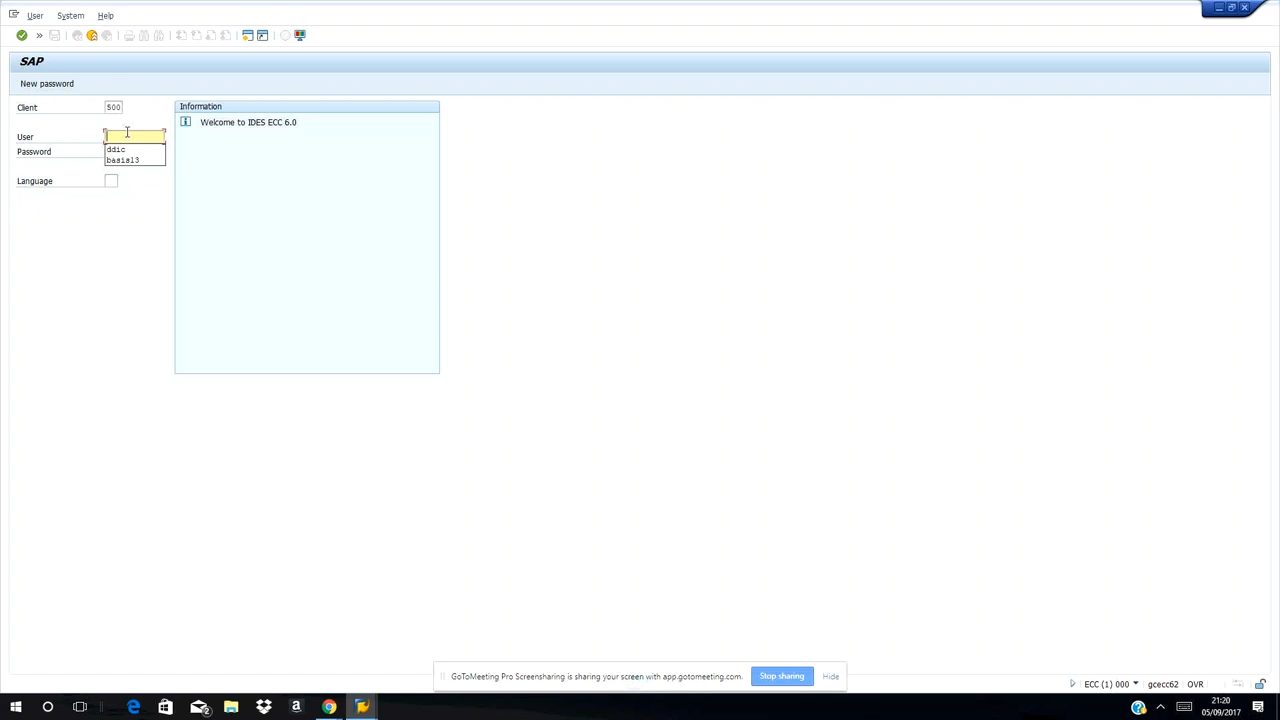 User System Help
SAP
New password
Client 500
Information
Welcome to IDES ECC 6.0
User
ddic
Password
basis13
Language
GoToMeeting Pro Screensharing is sharing your screen with app.gotomeeting.com. Stop sharing Hide
ECC (1) 000 gcecc62 OVR
21:20
05/09/2017